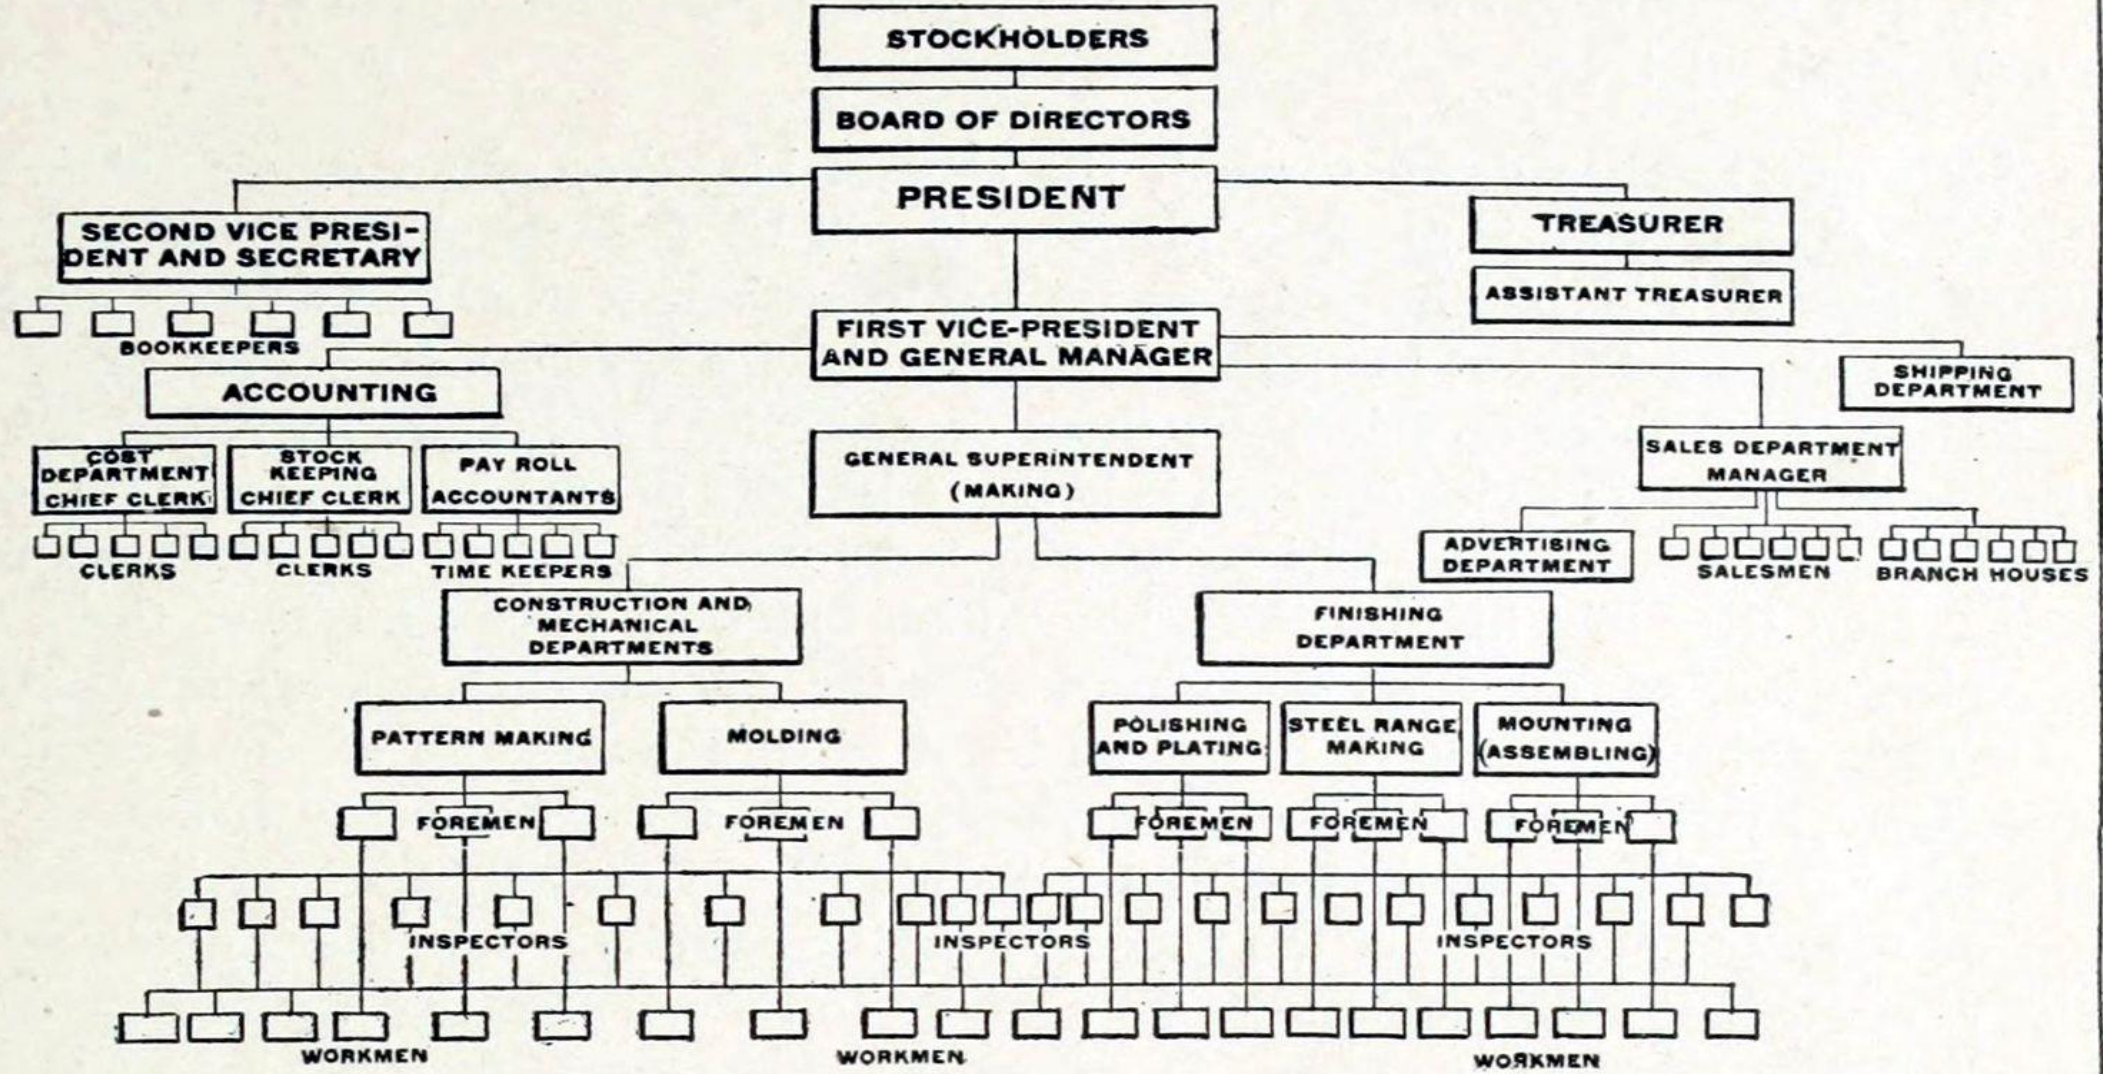 STOCKHOLDERS
BOARD OF DIRECTORS
PRESIDENT
SECOND VICE PRESI-
DENT AND SECRETARY
TREASURER
ASSISTANT TREASURER
BOOKKEEPERS
FIRST VICE-PRESIDENT
AND GENERAL MANAGER
ACCOUNTING
SHIPPING
DEPARTMENT
COST
DEPARTMENT
CHIEF CLERK
STOCK
KEEPING
CHIEF CLERK
PAY ROLL
ACCOUNTANTS
GENERAL SUPERINTENDENT
(MAKING)
SALES DEPARTMENT
MANAGER
CLERKS
CLERKS
TIME KEEPERS
ADVERTISING
DEPARTMENT
SALESMEN
BRANCH HOUSES
CONSTRUCTION AND
MECHANICAL
DEPARTMENTS
FINISHING
DEPARTMENT
PATTERN MAKING
MOLDING
POLISHING
AND PLATING
STEEL RANGE
MAKING
MOUNTING
(ASSEMBLING)
FOREMEN
FOREMEN
FOREMEN
FOREMEN
FOREMEN
INSPECTORS
INSPECTORS
INSPECTORS
WORKMEN
WORKMEN
WORKMEN